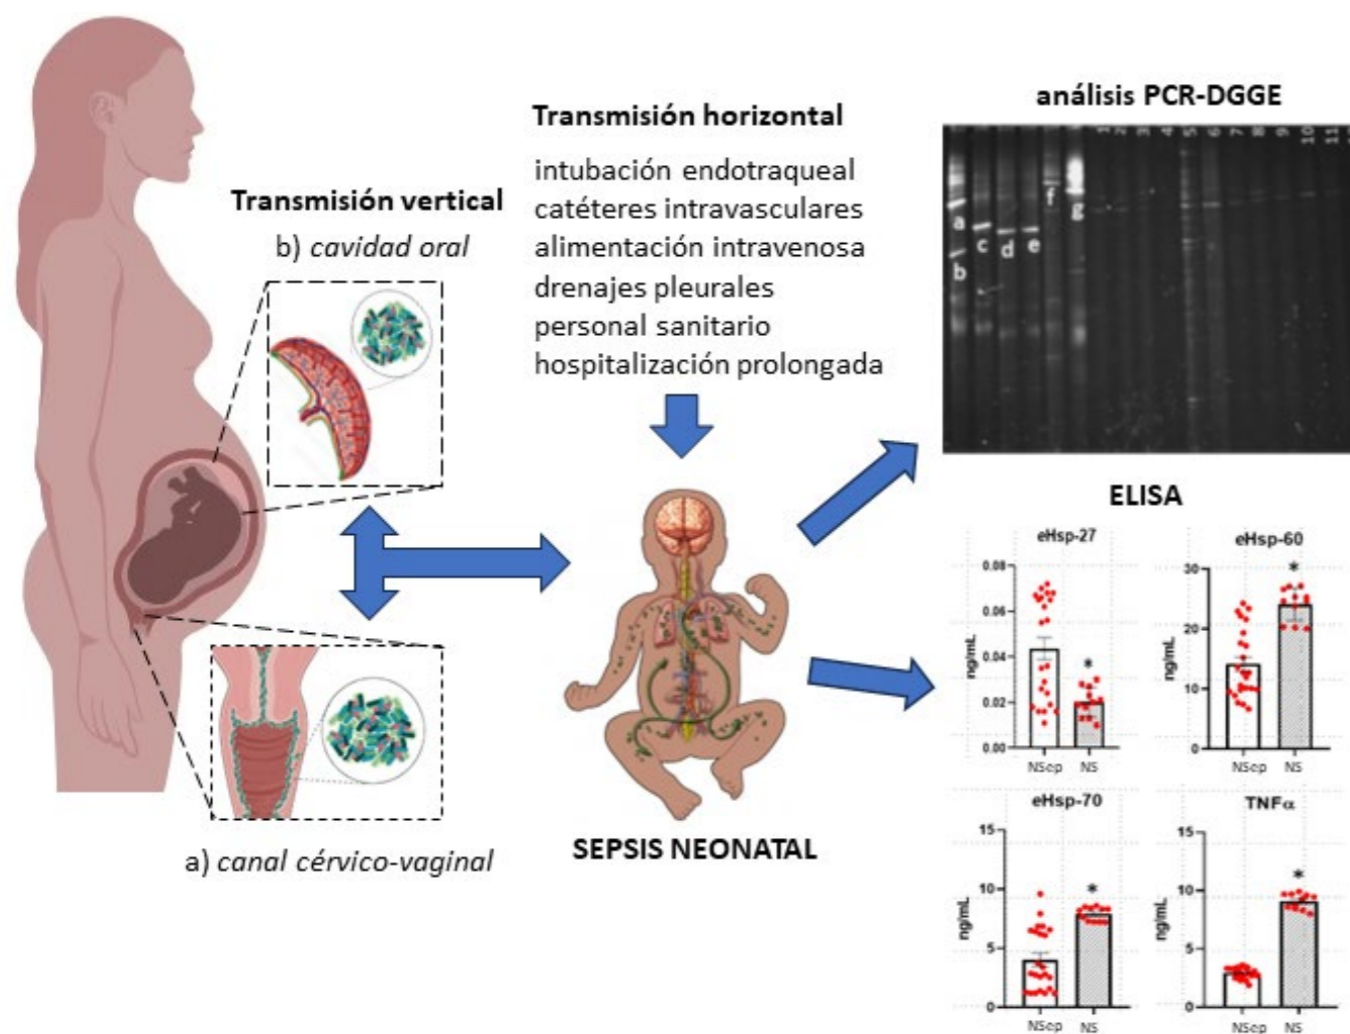 Transmisión vertical
b) cavidad oral
a) canal cérvico-vaginal
Transmisión horizontal
intubación endotraqueal
catéteres intravasculares
alimentación intravenosa
drenajes pleurales
personal sanitario
hospitalización prolongada
SEPSIS NEONATAL
análisis PCR-DGGE
1 2 3 4 5 6 7 8 9 10 11
a
b
c
d
e
f
g
ELISA
eHsp-27
ng/mL
0.08
0.06
0.04
0.02
0.00
*
NSep NS
eHsp-60
ng/mL
30
20
10
0
*
NSep NS
eHsp-70
ng/mL
15
10
5
0
*
NSep NS
TNFα
ng/mL
15
10
5
0
*
NSep NS